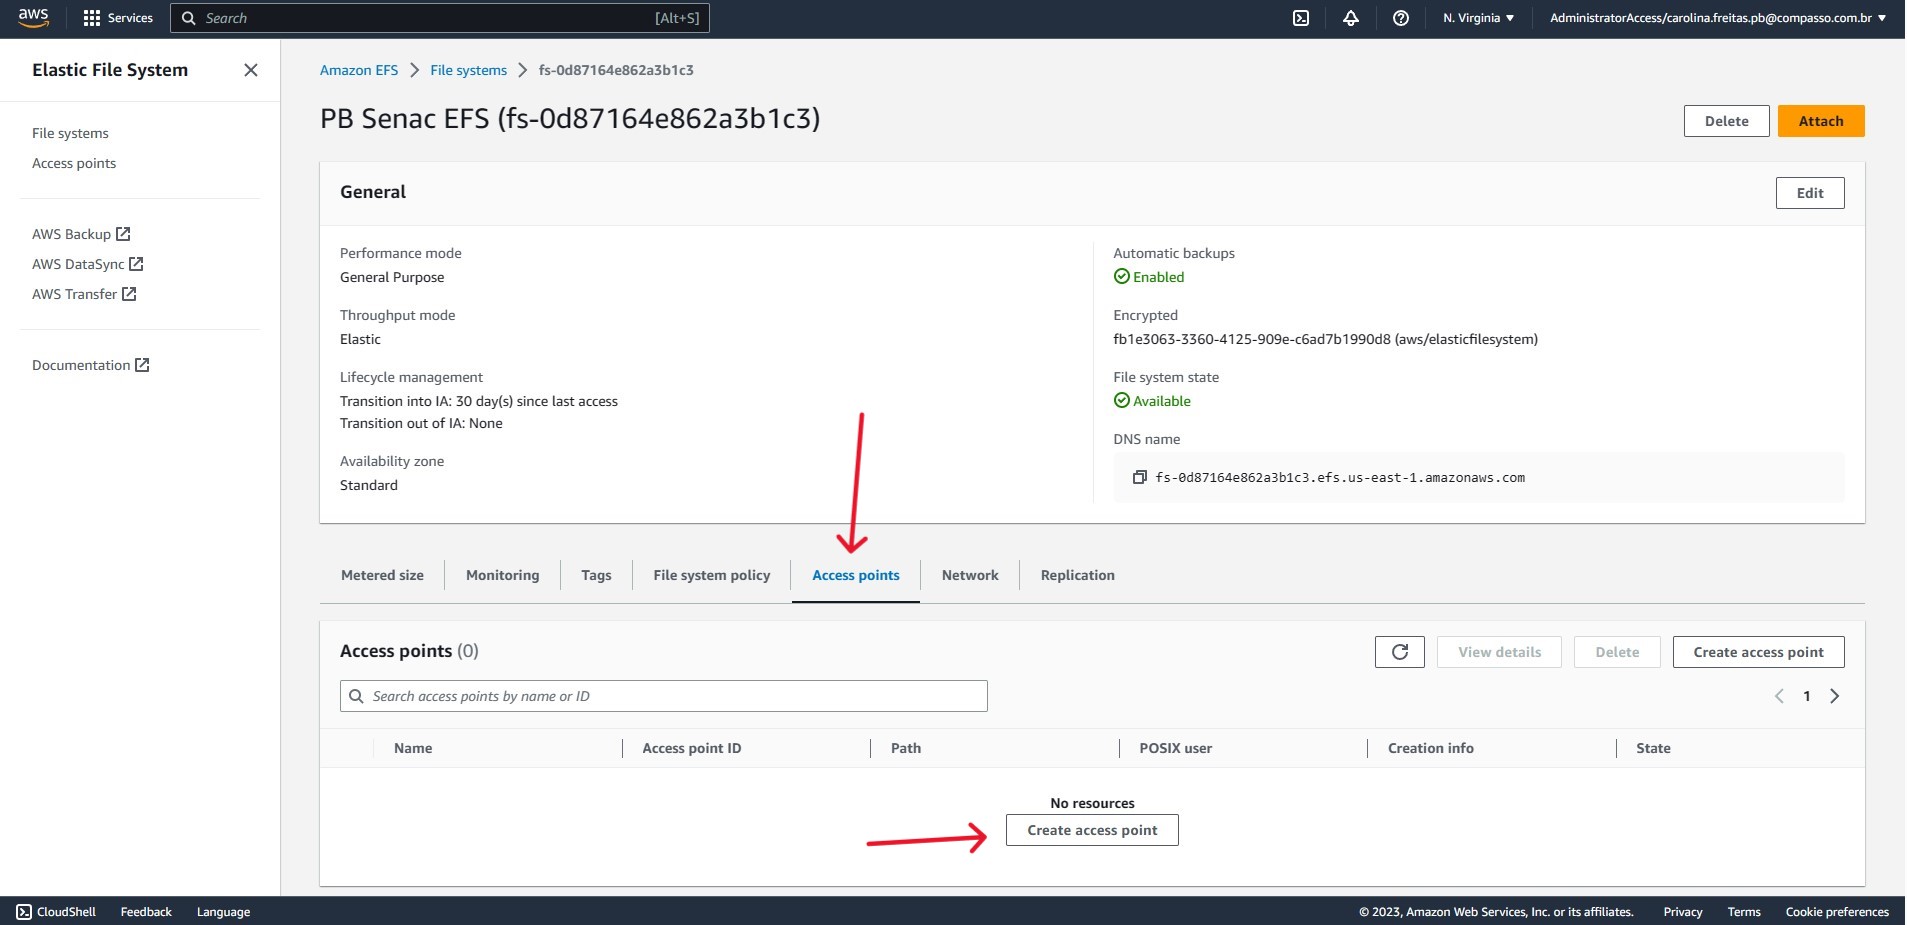 aws Services Search [Alt+S] N. Virginia AdministratorAccess/carolina.freitas.pb@compasso.com.br
Elastic File System
File systems
Access points
AWS Backup
AWS DataSync
AWS Transfer
Documentation
Amazon EFS File systems fs-0d87164e862a3b1c3
PB Senac EFS (fs-0d87164e862a3b1c3)
Delete Attach
General
Edit
Performance mode
General Purpose
Throughput mode
Elastic
Lifecycle management
Transition into IA: 30 day(s) since last access
Transition out of IA: None
Availability zone
Standard
Automatic backups
Enabled
Encrypted
fb1e3063-3360-4125-909e-c6ad7b1990d8 (aws/elasticfilesystem)
File system state
Available
DNS name
fs-0d87164e862a3b1c3.efs.us-east-1.amazonaws.com
Metered size Monitoring Tags File system policy Access points Network Replication
Access points (0)
View details Delete Create access point
Search access points by name or ID
1
Name Access point ID Path POSIX user Creation info State
No resources
Create access point
CloudShell Feedback Language © 2023, Amazon Web Services, Inc. or its affiliates. Privacy Terms Cookie preferences